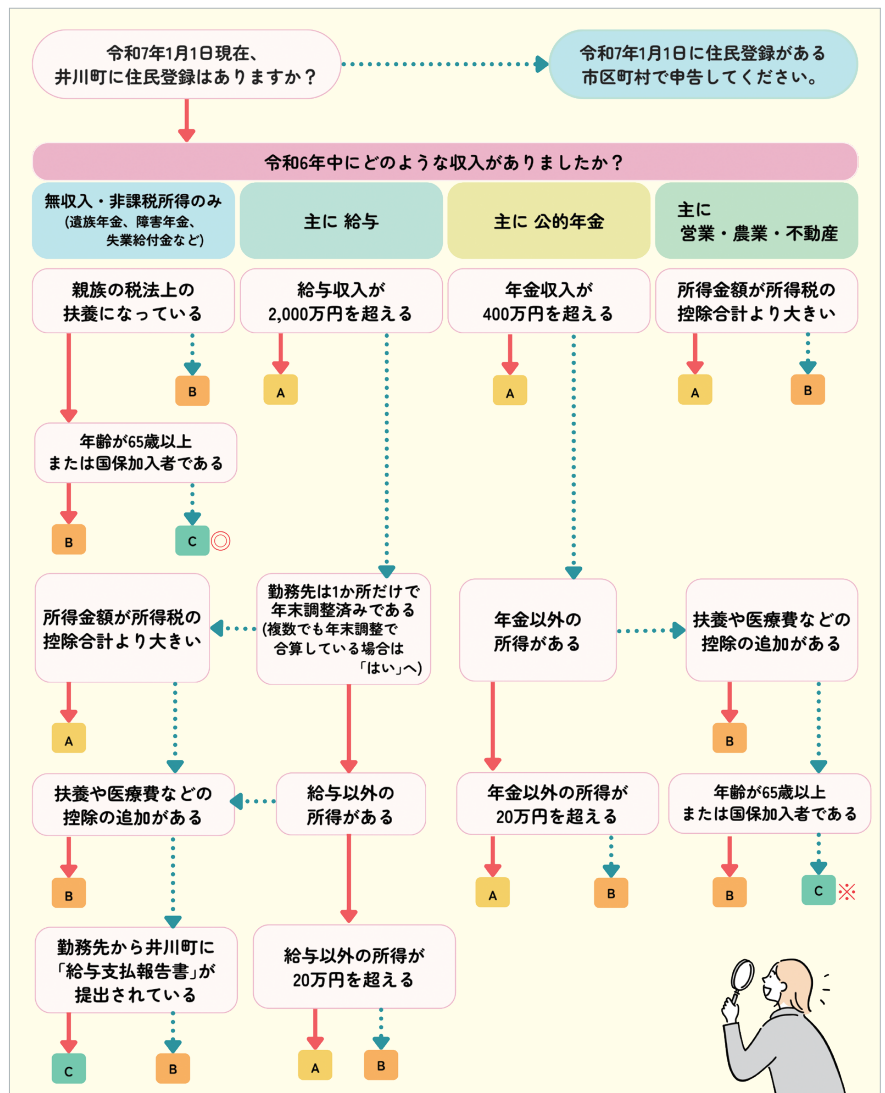 令和7年1月1日現在、
井川町に住民登録はありますか？
令和7年1月1日に住民登録がある
市区町村で申告してください。
令和6年中にどのような収入がありましたか？
無収入・非課税所得のみ
(遺族年金、障害年金、
失業給付金など)
主に 給与
主に 公的年金
主に
営業・農業・不動産
親族の税法上の
扶養になっている
給与収入が
2,000万円を超える
年金収入が
400万円を超える
所得金額が所得税の
控除合計より大きい
B
A
A
A
B
年齢が65歳以上
または国保加入者である
B
C◎
所得金額が所得税の
控除合計より大きい
勤務先は1か所だけで
年末調整済みである
(複数でも年末調整で
合算している場合は
「はい」へ)
年金以外の
所得がある
扶養や医療費などの
控除の追加がある
A
B
扶養や医療費などの
控除の追加がある
給与以外の
所得がある
年金以外の所得が
20万円を超える
年齢が65歳以上
または国保加入者である
B
A
B
B
C※
勤務先から井川町に
「給与支払報告書」が
提出されている
給与以外の所得が
20万円を超える
C
B
A
B